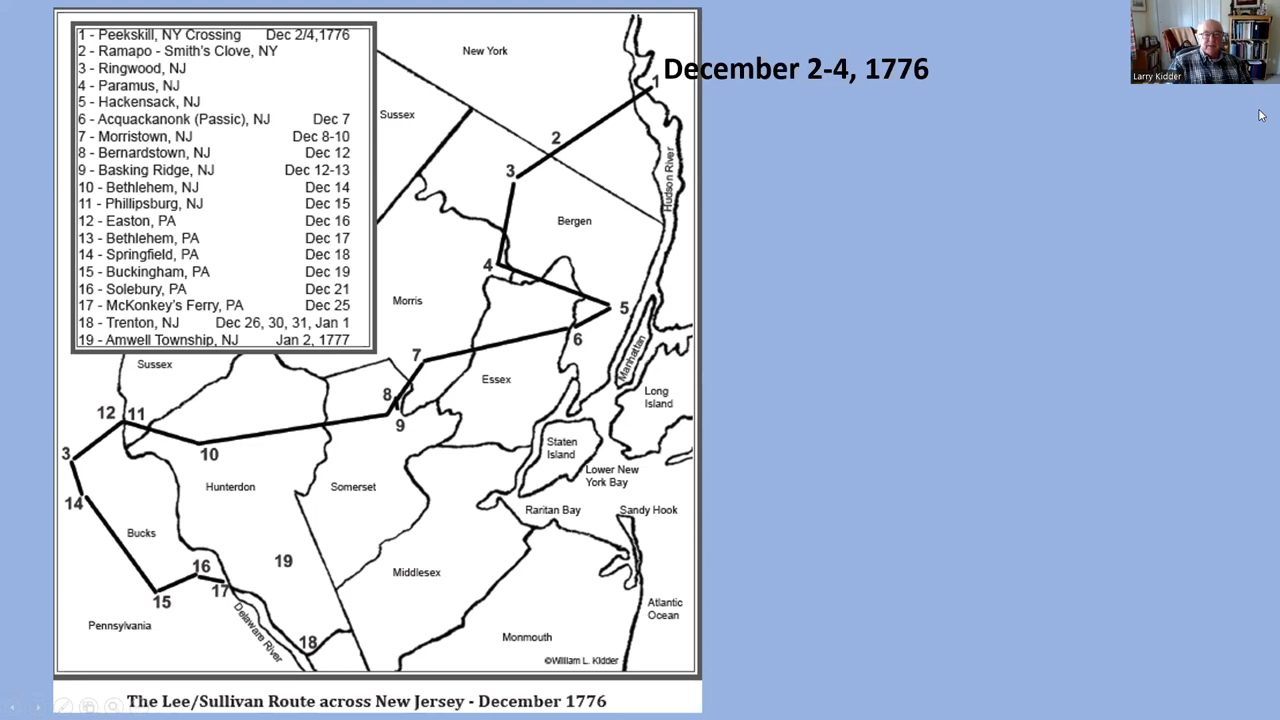 1 - Peekskill, NY Crossing Dec 2/4,1776
2 - Ramapo - Smith's Clove, NY
3 - Ringwood, NJ
4 - Paramus, NJ
5 - Hackensack, NJ
6 - Acquackanonk (Passic), NJ Dec 7
7 - Morristown, NJ Dec 8-10
8 - Bernardstown, NJ Dec 12
9 - Basking Ridge, NJ Dec 12-13
10 - Bethlehem, NJ Dec 14
11 - Phillipsburg, NJ Dec 15
12 - Easton, PA Dec 16
13 - Bethlehem, PA Dec 17
14 - Springfield, PA Dec 18
15 - Buckingham, PA Dec 19
16 - Solebury, PA Dec 21
17 - McKonkey's Ferry, PA Dec 25
18 - Trenton, NJ Dec 26, 30, 31, Jan 1
19 - Amwell Township, NJ Jan 2, 1777
December 2-4, 1776
Larry Kidder
New York
1
Sussex
2
3
Hudson River
Bergen
4
Morris
5
6
Manhattan
7
Sussex
Essex
8
Long
Island
12
11
9
3
10
Staten
Island
Lower New
York Bay
Hunterdon
Somerset
14
Raritan Bay
Sandy Hook
Bucks
19
16
Middlesex
17
15
Delaware River
Atlantic
Ocean
Pennsylvania
18
Monmouth
©William L. Kidder
The Lee/Sullivan Route across New Jersey - December 1776